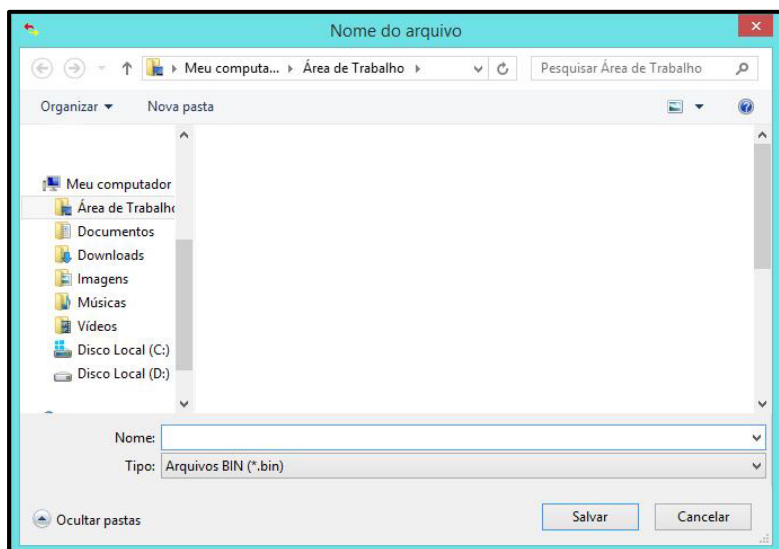 Nome do arquivo
Meu computa... Área de Trabalho
Pesquisar Área de Trabalho
Organizar Nova pasta
Meu computador
Área de Trabalho
Documentos
Downloads
Imagens
Músicas
Vídeos
Disco Local (C:)
Disco Local (D:)
Nome:
Tipo: Arquivos BIN (*.bin)
Ocultar pastas Salvar Cancelar